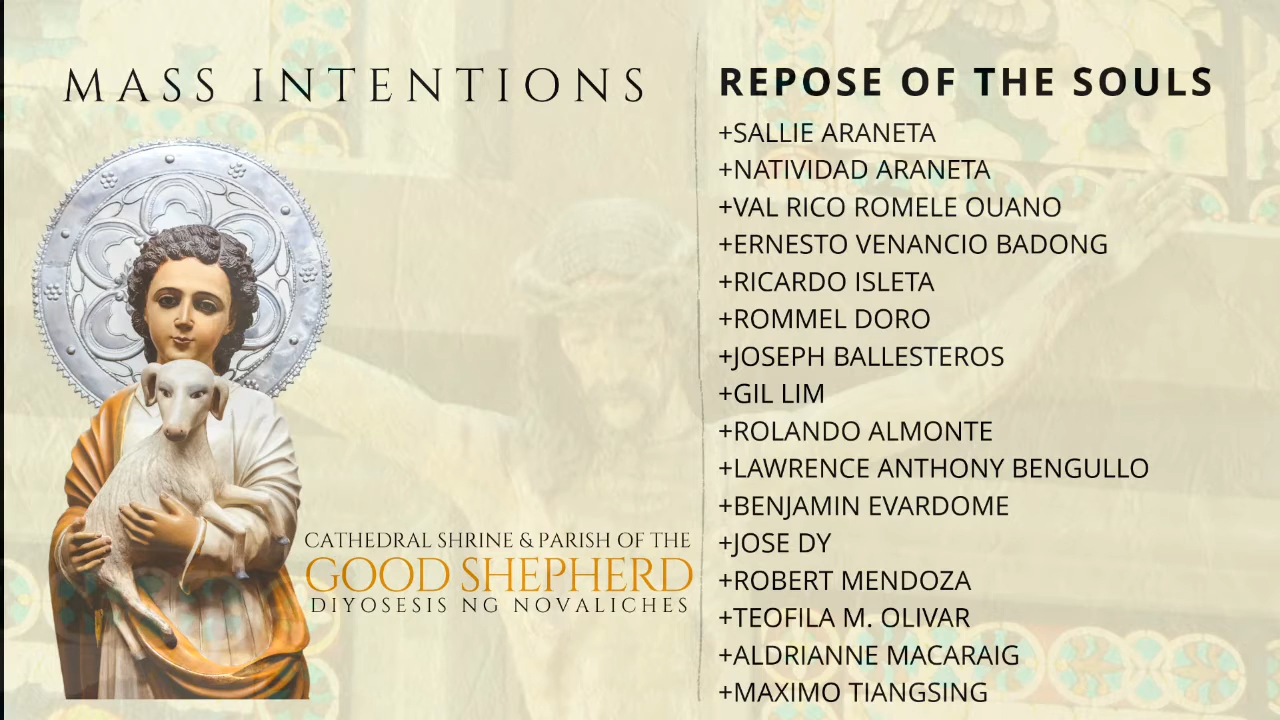 MASS INTENTIONS
CATHEDRAL SHRINE & PARISH OF THE
GOOD SHEPHERD
DIYOSESIS NG NOVALICHES
REPOSE OF THE SOULS
+SALLIE ARANETA
+NATIVIDAD ARANETA
+VAL RICO ROMELE OUANO
+ERNESTO VENANCIO BADONG
+RICARDO ISLETA
+ROMMEL DORO
+JOSEPH BALLESTEROS
+GIL LIM
+ROLANDO ALMONTE
+LAWRENCE ANTHONY BENGULLO
+BENJAMIN EVARDOME
+JOSE DY
+ROBERT MENDOZA
+TEOFILA M. OLIVAR
+ALDRIANNE MACARAIG
+MAXIMO TIANGSING